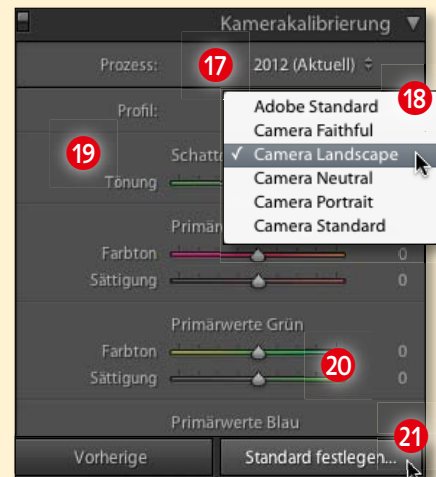 Kamerakalibrierung
Prozess: 17 2012 (Aktuell)
18
Profil:
Adobe Standard
Camera Faithful
19
Schatte
✓ Camera Landscape
Tönung
Camera Neutral
Camera Portrait
Primär
Camera Standard
Farbton 0
Sättigung 0
Primärwerte Grün
Farbton 0
20
Sättigung 0
Primärwerte Blau
21
Vorherige Standard festlegen...